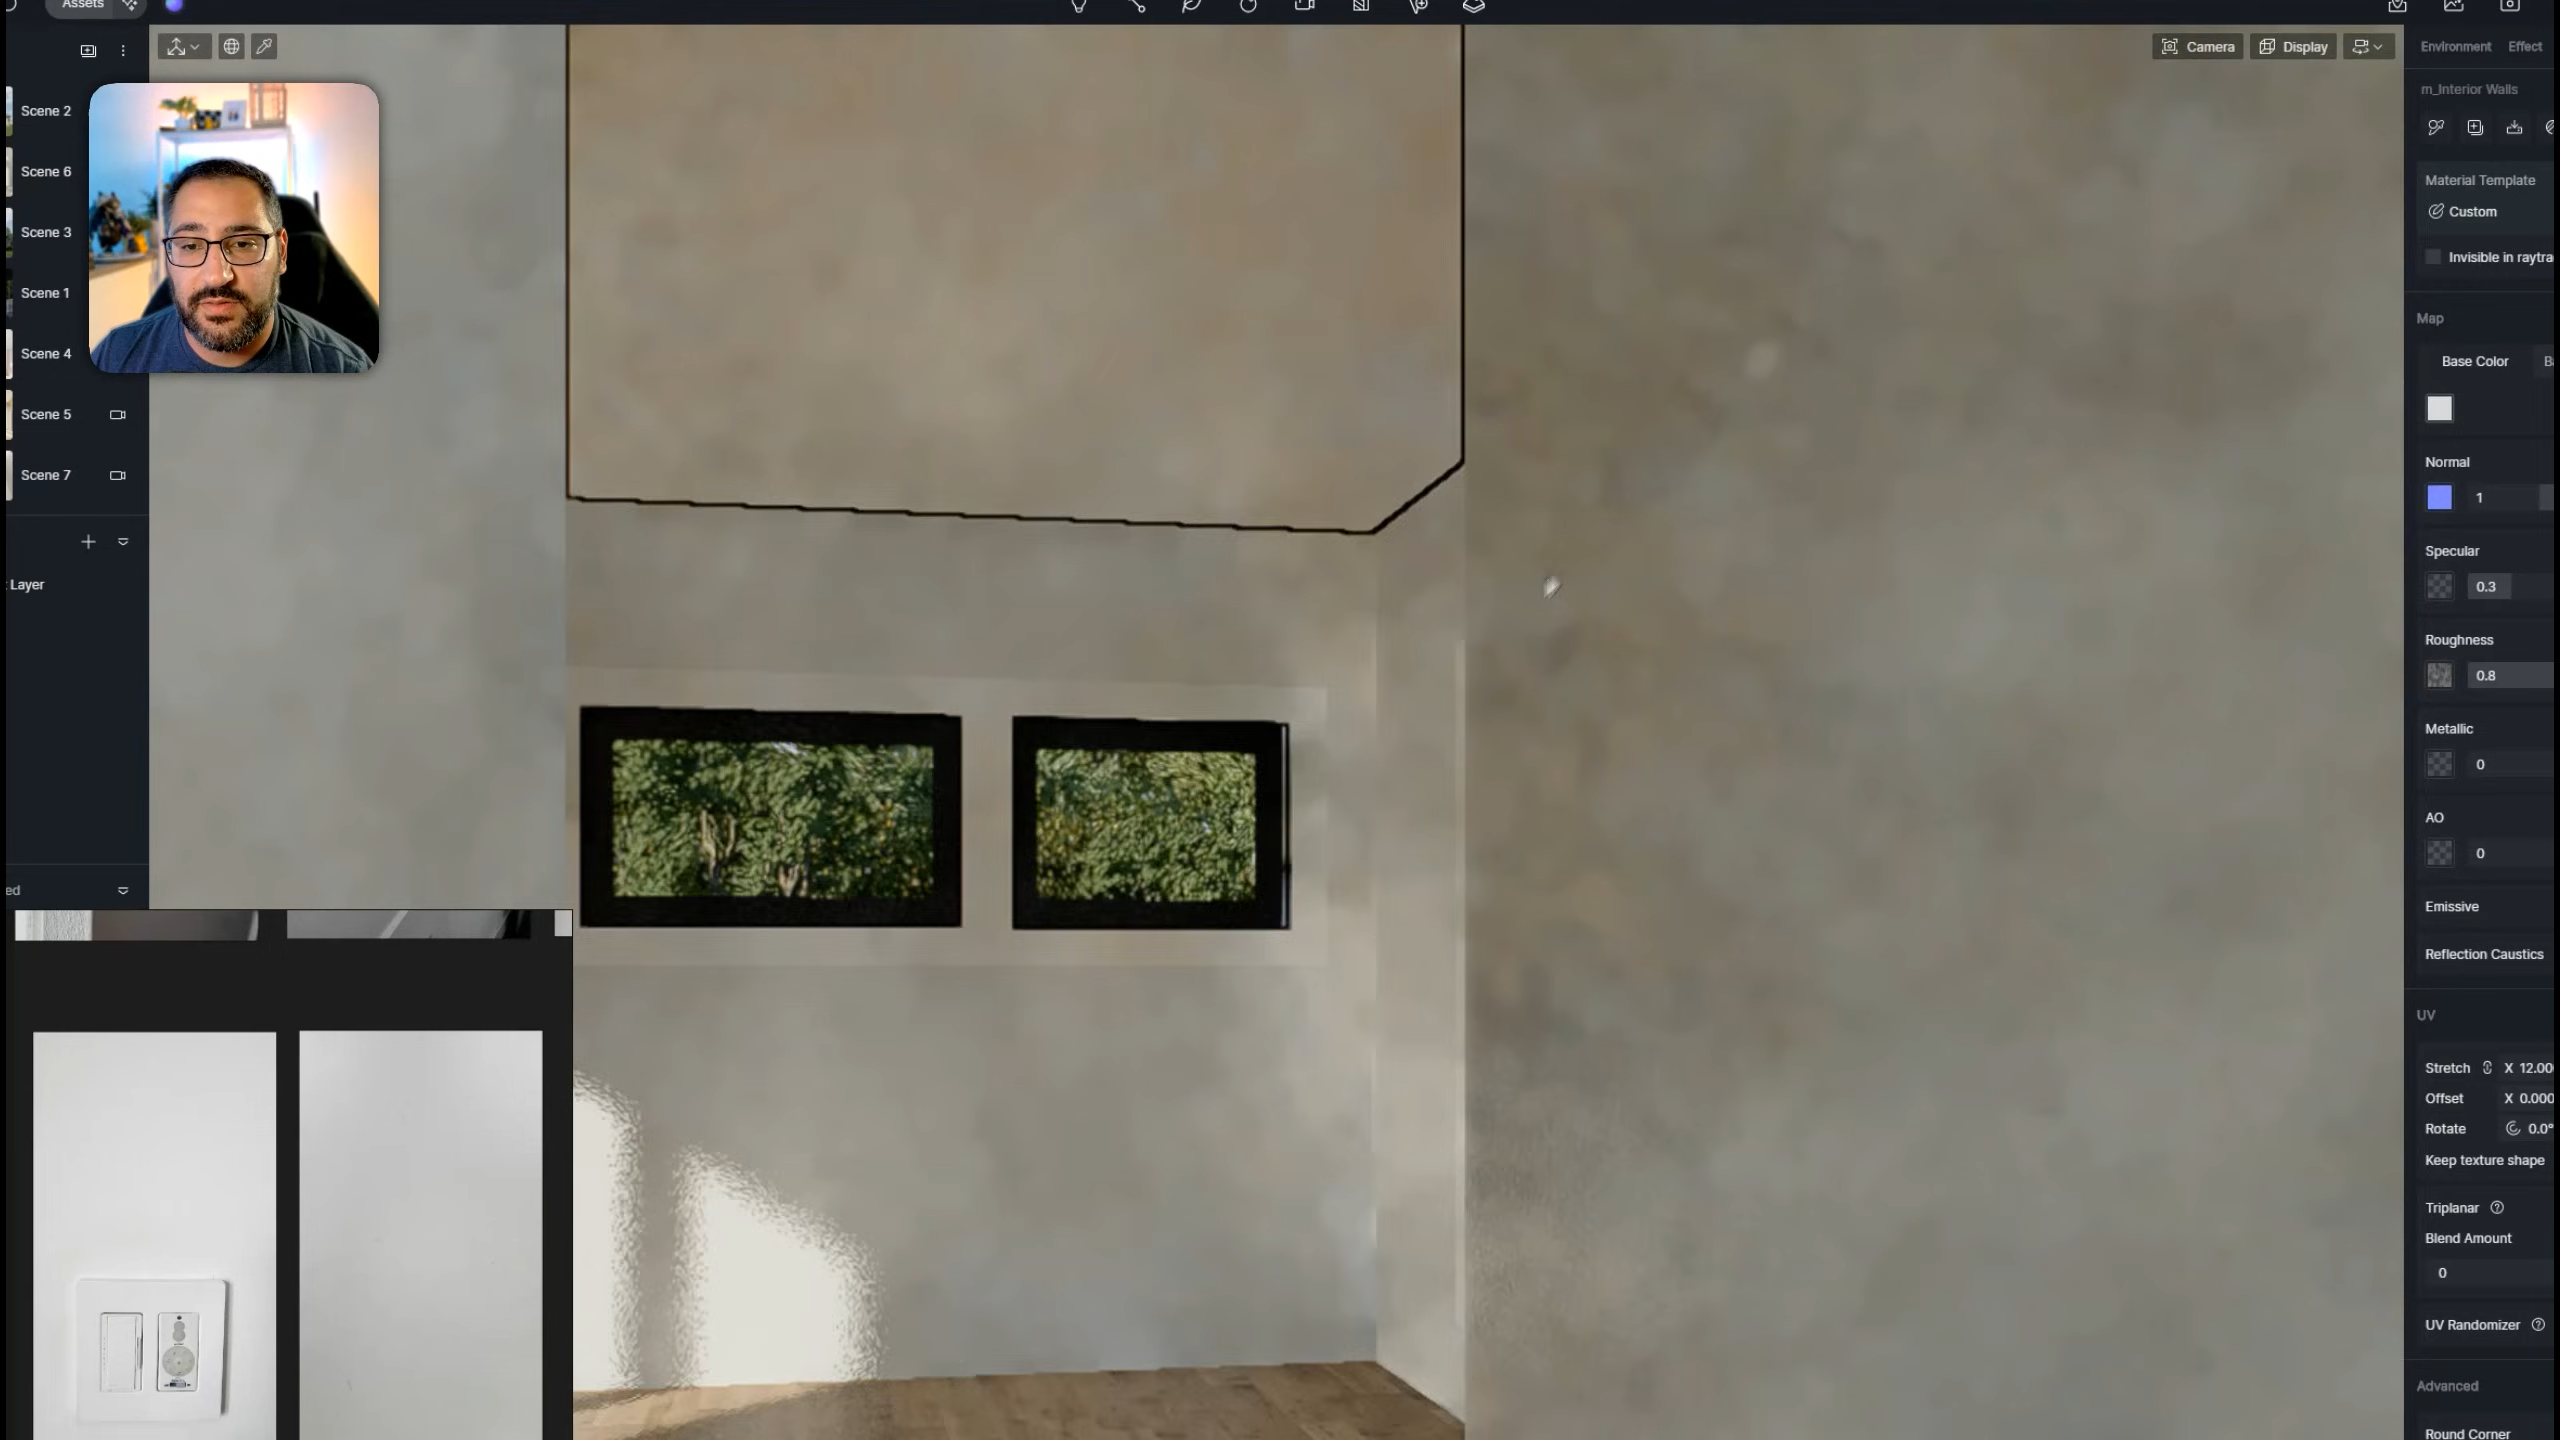 Assets
Camera
Display
Environment Effect
Scene 2
m_Interior Walls
Scene 6
Material Template
Custom
Scene 3
Invisible in raytra
Scene 1
Map
Scene 4
Base Color
Scene 5
Normal
1
Scene 7
Specular
0.3
Layer
Roughness
0.8
Metallic
0
AO
0
ed
Emissive
Reflection Caustics
UV
Stretch X 12.00
Offset X 0.000
Rotate 0.0°
Keep texture shape
Triplanar
Blend Amount
0
UV Randomizer
Advanced
Round Corner